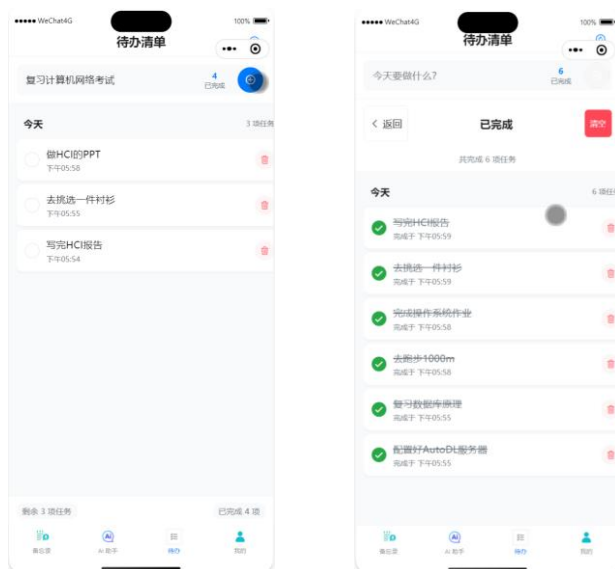 WeChat4G
100%
待办清单
复习计算机网络考试
4
已完成
今天
3 项任务
做HCI的PPT
下午05:58
去挑选一件衬衫
下午05:55
写完HCI报告
下午05:54
剩余 3 项任务
已完成 4 项
备忘录
Ai
AI 助手
待办
我的
WeChat4G
100%
待办清单
今天要做什么?
6
已完成
< 返回
已完成
清空
共完成 6 项任务
今天
6 项任务
写完HCI报告
完成于 下午05:59
去挑选一件衬衫
完成于 下午05:59
完成操作系统作业
完成于 下午05:58
去跑步1000m
完成于 下午05:58
复习数据库原理
完成于 下午05:55
配置好AutoDL服务器
完成于 下午05:55
备忘录
Ai
AI 助手
待办
我的